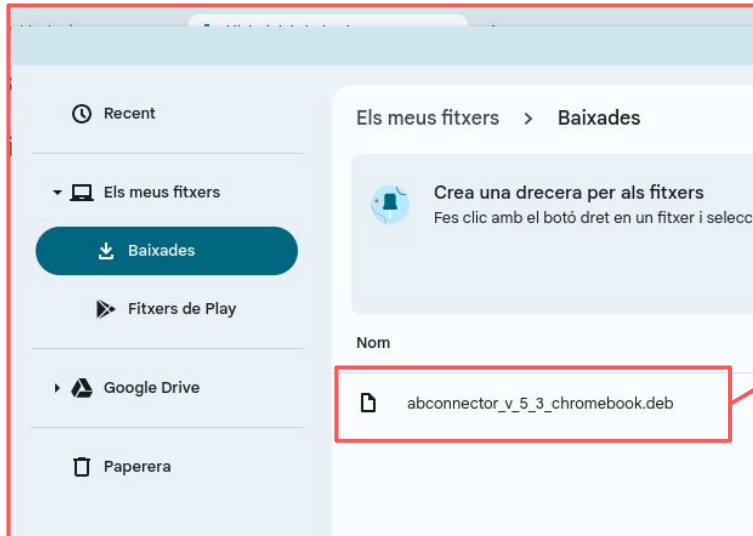 Recent
Els meus fitxers
Baixades
Fitxers de Play
Google Drive
Paperera
Els meus fitxers > Baixades
Crea una drecera per als fitxers
Fes clic amb el botó dret en un fitxer i selecc
Nom
abconnector_v_5_3_chromebook.deb